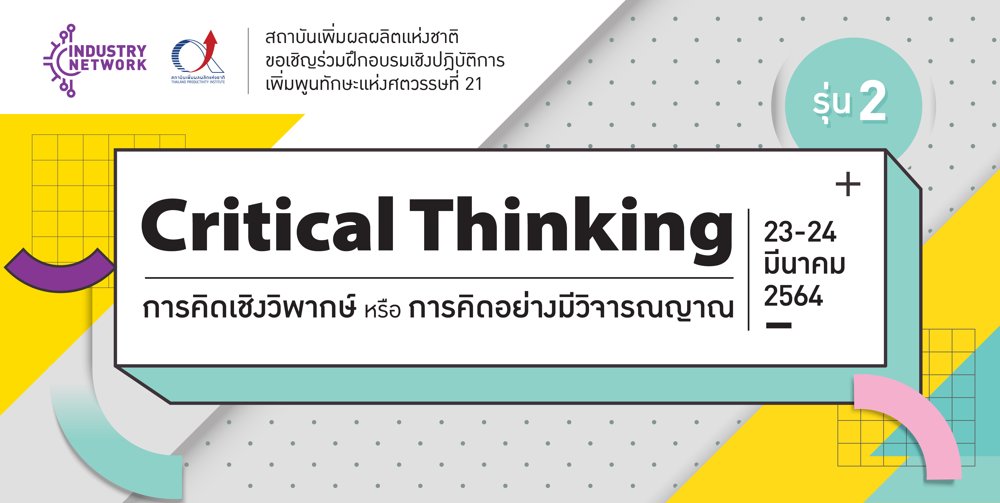 INDUSTRY
NETWORK
สถาบันเพิ่มผลผลิตแห่งชาติ
THAILAND PRODUCTIVITY INSTITUTE
สถาบันเพิ่มผลผลิตแห่งชาติ
ขอเชิญร่วมฝึกอบรมเชิงปฏิบัติการ
เพิ่มพูนทักษะแห่งศตวรรษที่ 21
รุ่น 2
Critical Thinking
การคิดเชิงวิพากษ์ หรือ การคิดอย่างมีวิจารณญาณ
23-24
มีนาคม
2564